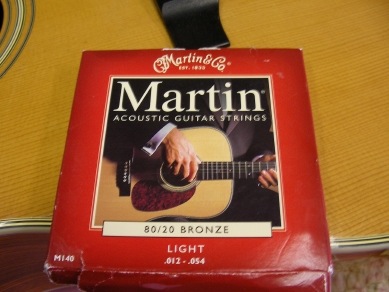 C.F. Martin & Co.
EST. 1833
Martin®
ACOUSTIC GUITAR STRINGS
80/20 BRONZE
M140
LIGHT
.012 - .054